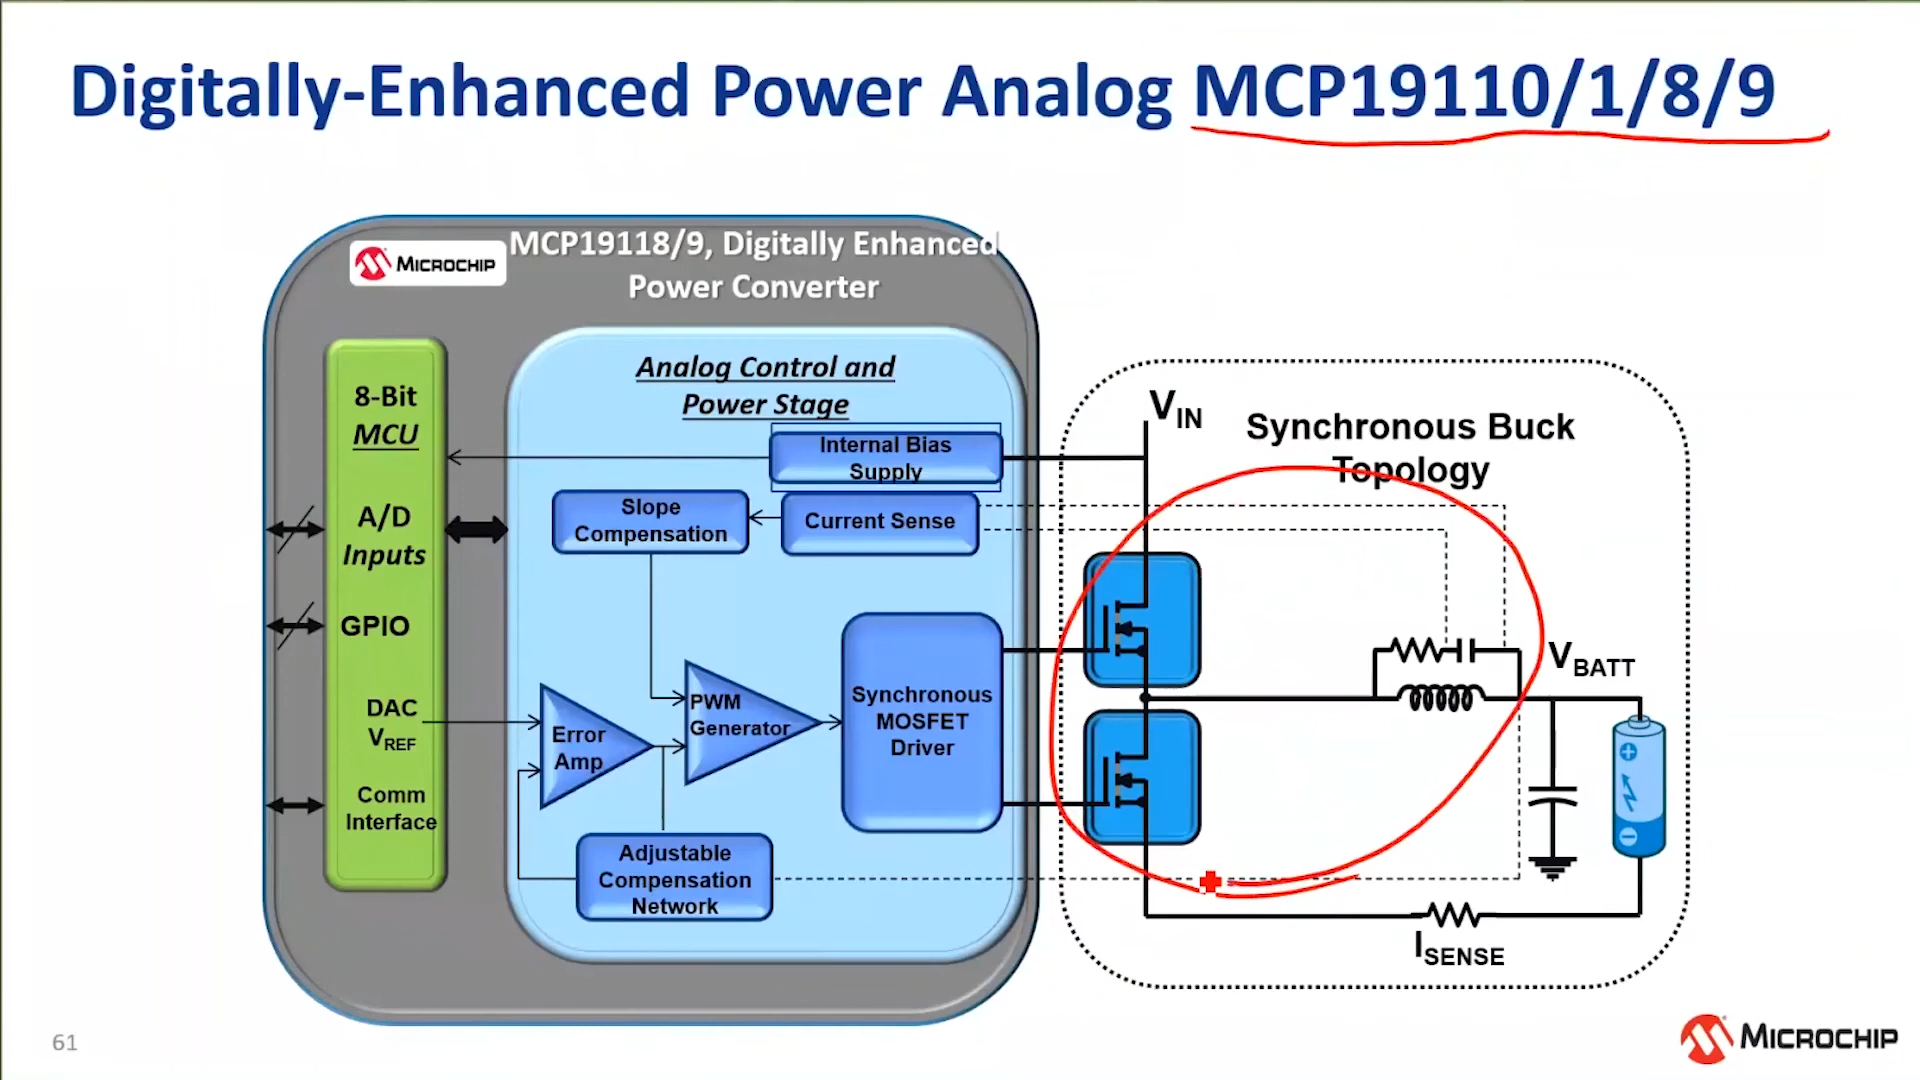 Digitally-Enhanced Power Analog MCP19110/1/8/9
MICROCHIP
MCP19118/9, Digitally Enhanced
Power Converter
8-Bit
MCU
A/D
Inputs
GPIO
DAC
VREF
Comm
Interface
Analog Control and
Power Stage
Internal Bias
Supply
Slope
Compensation
Current Sense
Error
Amp
PWM
Generator
Synchronous
MOSFET
Driver
Adjustable
Compensation
Network
VIN
Synchronous Buck
Topology
VBATT
ISENSE
61
MICROCHIP